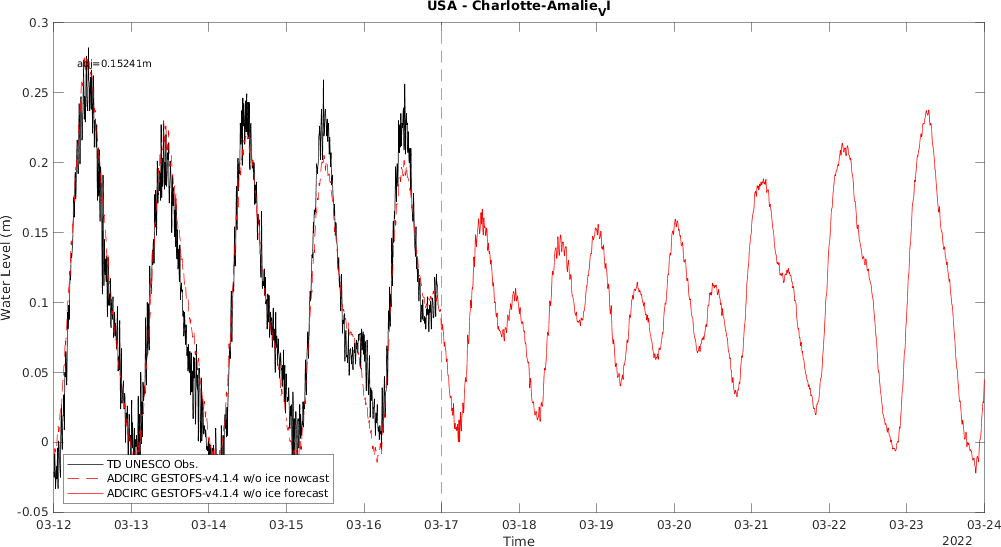 USA - Charlotte-Amalie_VI
0.3
0.25
0.2
0.15
0.1
0.05
0
-0.05
Water Level (m)
adj=0.15241m
TD UNESCO Obs.
ADCIRC GESTOFS-v4.1.4 w/o ice nowcast
ADCIRC GESTOFS-v4.1.4 w/o ice forecast
03-12 03-13 03-14 03-15 03-16 03-17 03-18 03-19 03-20 03-21 03-22 03-23 03-24
Time
2022